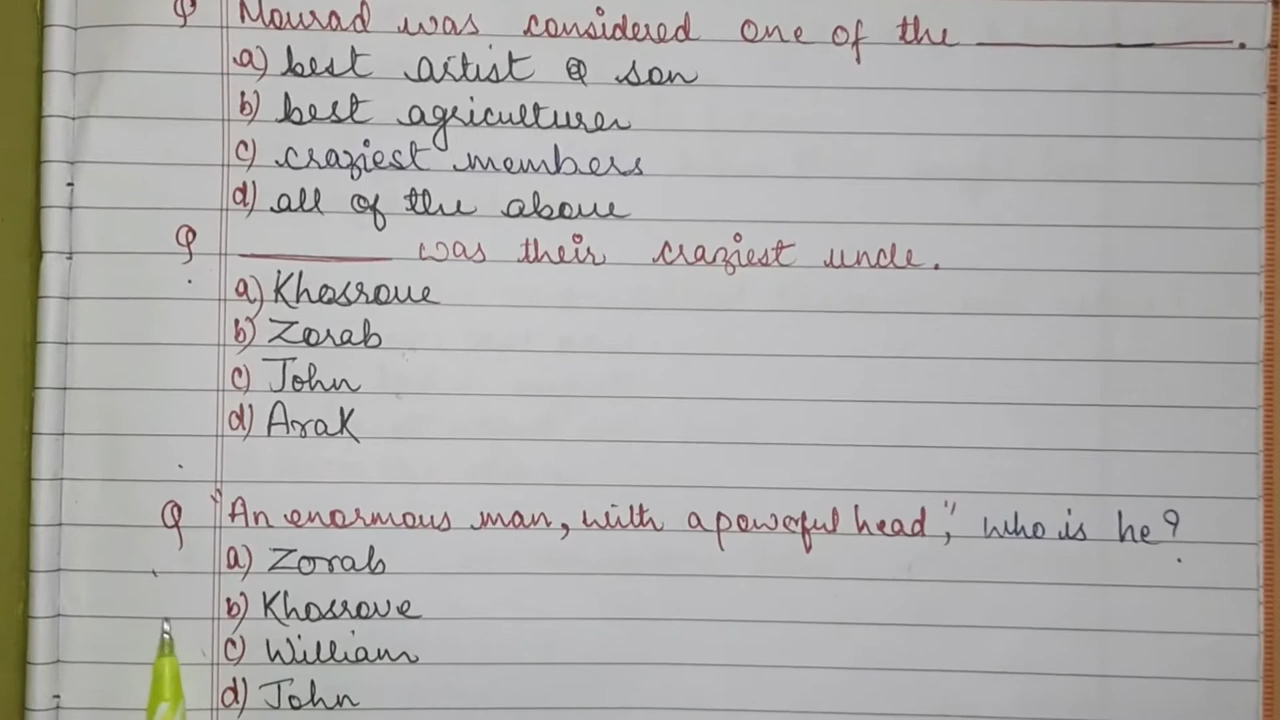 Q Mourad was considered one of the ______.
a) best artist & son
b) best agriculturer
c) craziest members
d) all of the above
Q ______ was their craziest uncle.
a) Khosrove
b) Zorab
c) John
d) Arak
Q "An enormous man, with a powerful head", who is he?
a) Zorab
b) Khosrove
c) William
d) John